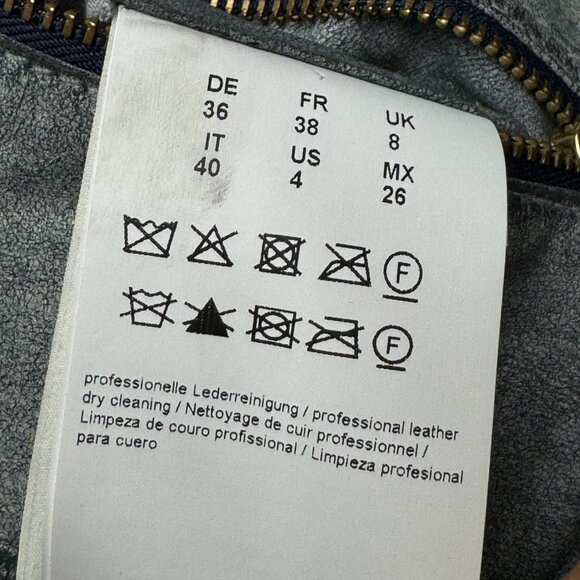 DE FR UK
36 38 8
IT US MX
40 4 26
F
F
professionelle Lederreinigung / professional leather
dry cleaning / Nettoyage de cuir professionnel /
Limpeza de couro profissional / Limpieza profesional
para cuero